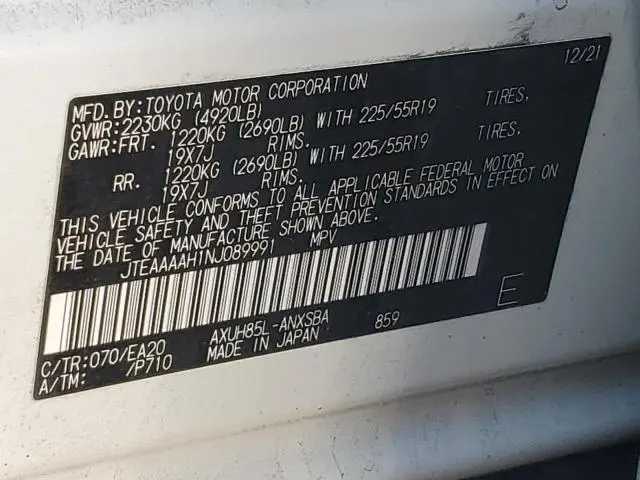 12/21
MFD.BY:TOYOTA MOTOR CORPORATION
GVWR:2230KG (4920LB)
GAWR:FRT. 1220KG (2690LB) WITH 225/55R19 TIRES.
19X7J RIMS.
RR. 1220KG (2690LB) WITH 225/55R19 TIRES.
19X7J RIMS.
THIS VEHICLE CONFORMS TO ALL APPLICABLE FEDERAL MOTOR
VEHICLE SAFETY AND THEFT PREVENTION STANDARDS IN EFFECT ON
THE DATE OF MANUFACTURE SHOWN ABOVE.
JTEAAAAH1NJ089991 MPV
E
C/TR:070/EA20 AXUH85L-ANXSBA 859
A/TM: /P710 MADE IN JAPAN